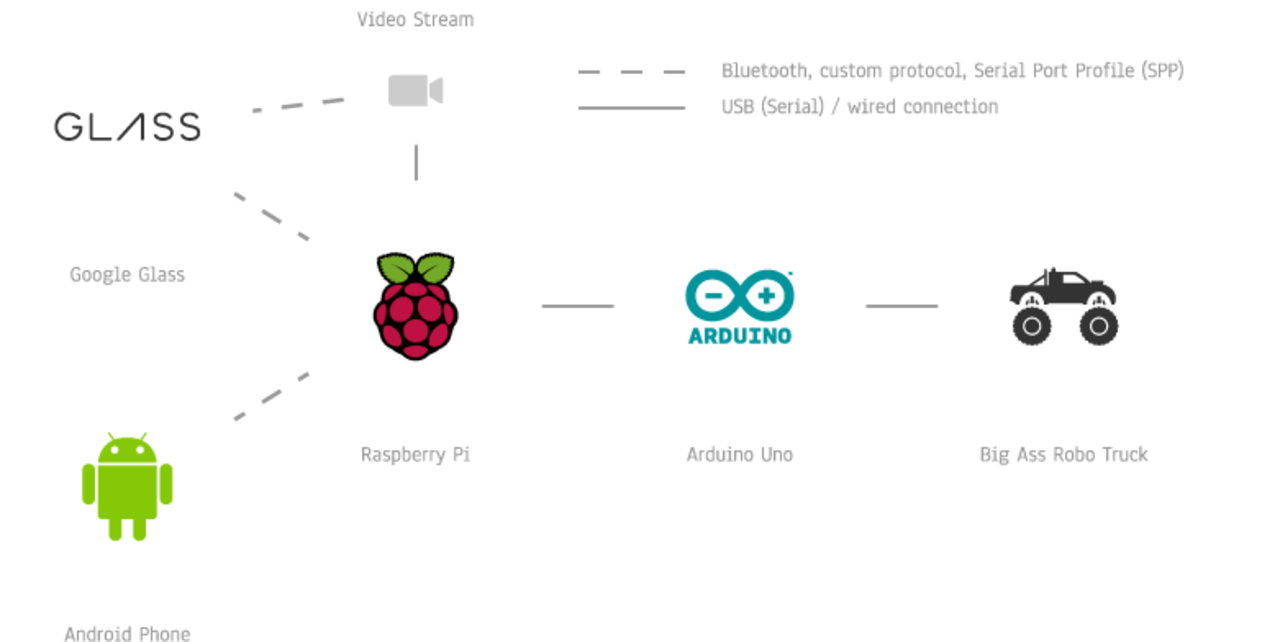 Video Stream
Bluetooth, custom protocol, Serial Port Profile (SPP)
USB (Serial) / wired connection
GLASS
Google Glass
ARDUINO
Raspberry Pi
Arduino Uno
Big Ass Robo Truck
Android Phone